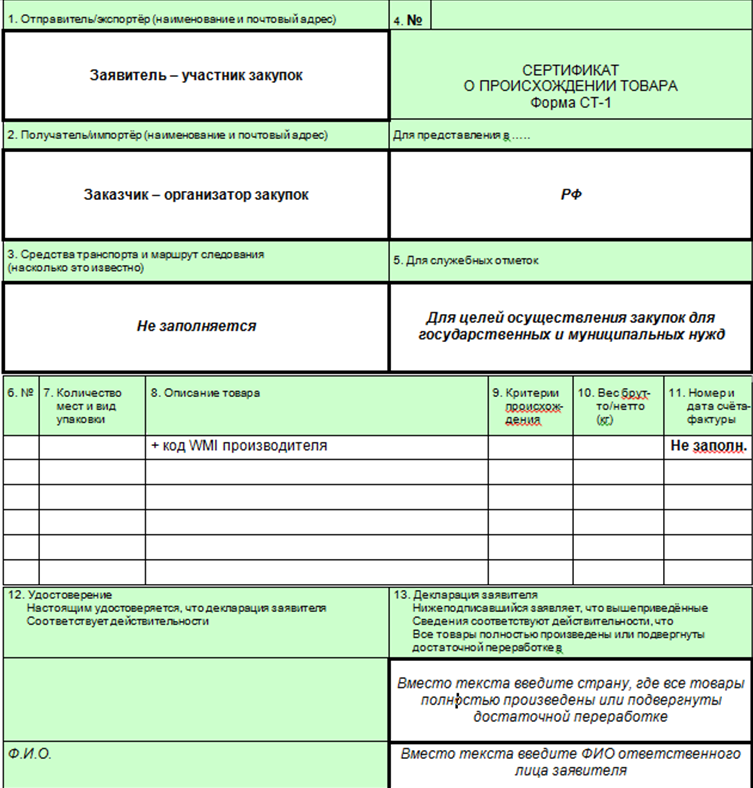 1. Отправитель/экспортёр (наименование и почтовый адрес)
4. №
Заявитель – участник закупок
СЕРТИФИКАТ
О ПРОИСХОЖДЕНИИ ТОВАРА
Форма СТ-1
2. Получатель/импортёр (наименование и почтовый адрес)
Для представления в .....
Заказчик – организатор закупок
РФ
3. Средства транспорта и маршрут следования
(насколько это известно)
5. Для служебных отметок
Не заполняется
Для целей осуществления закупок для
государственных и муниципальных нужд
6. №
7. Количество
мест и вид
упаковки
8. Описание товара
9. Критерии
происхож-
дения
10. Вес брут-
то/нетто
(кг)
11. Номер и
дата счёта-
фактуры
+ код WMI производителя
Не заполн.
12. Удостоверение
Настоящим удостоверяется, что декларация заявителя
Соответствует действительности
13. Декларация заявителя
Нижеподписавшийся заявляет, что вышеприведённые
Сведения соответствуют действительности, что
Все товары полностью произведены или подвергнуты
достаточной переработке в
Вместо текста введите страну, где все товары
полностью произведены или подвергнуты
достаточной переработке
Ф.И.О.
Вместо текста введите ФИО ответственного
лица заявителя